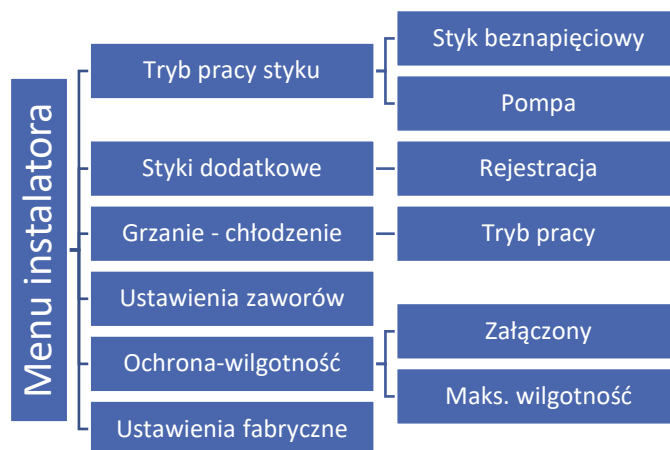 Menu instalatora
Tryb pracy styku
Styk beznapięciowy
Pompa
Styki dodatkowe
Rejestracja
Grzanie - chłodzenie
Tryb pracy
Ustawienia zaworów
Ochrona-wilgotność
Załączony
Maks. wilgotność
Ustawienia fabryczne